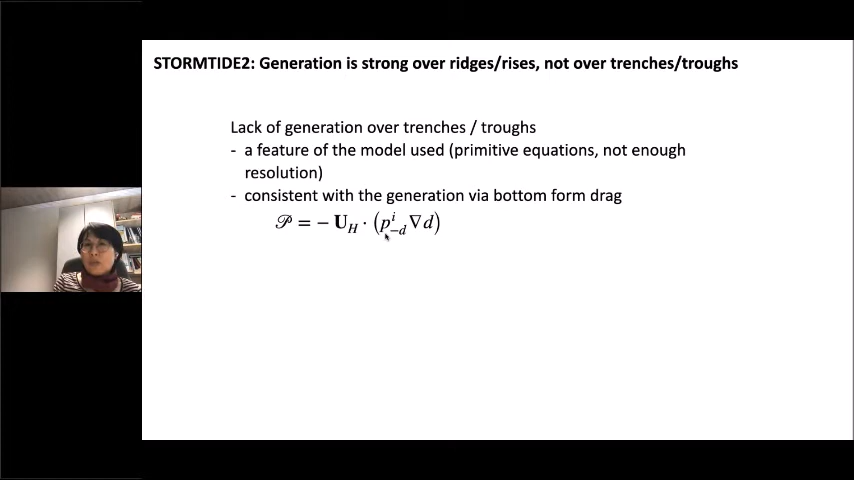 STORMTIDE2: Generation is strong over ridges/rises, not over trenches/troughs
Lack of generation over trenches / troughs
- a feature of the model used (primitive equations, not enough
resolution)
- consistent with the generation via bottom form drag
𝒫 = − U_H · (p^i_{−d} ∇d)